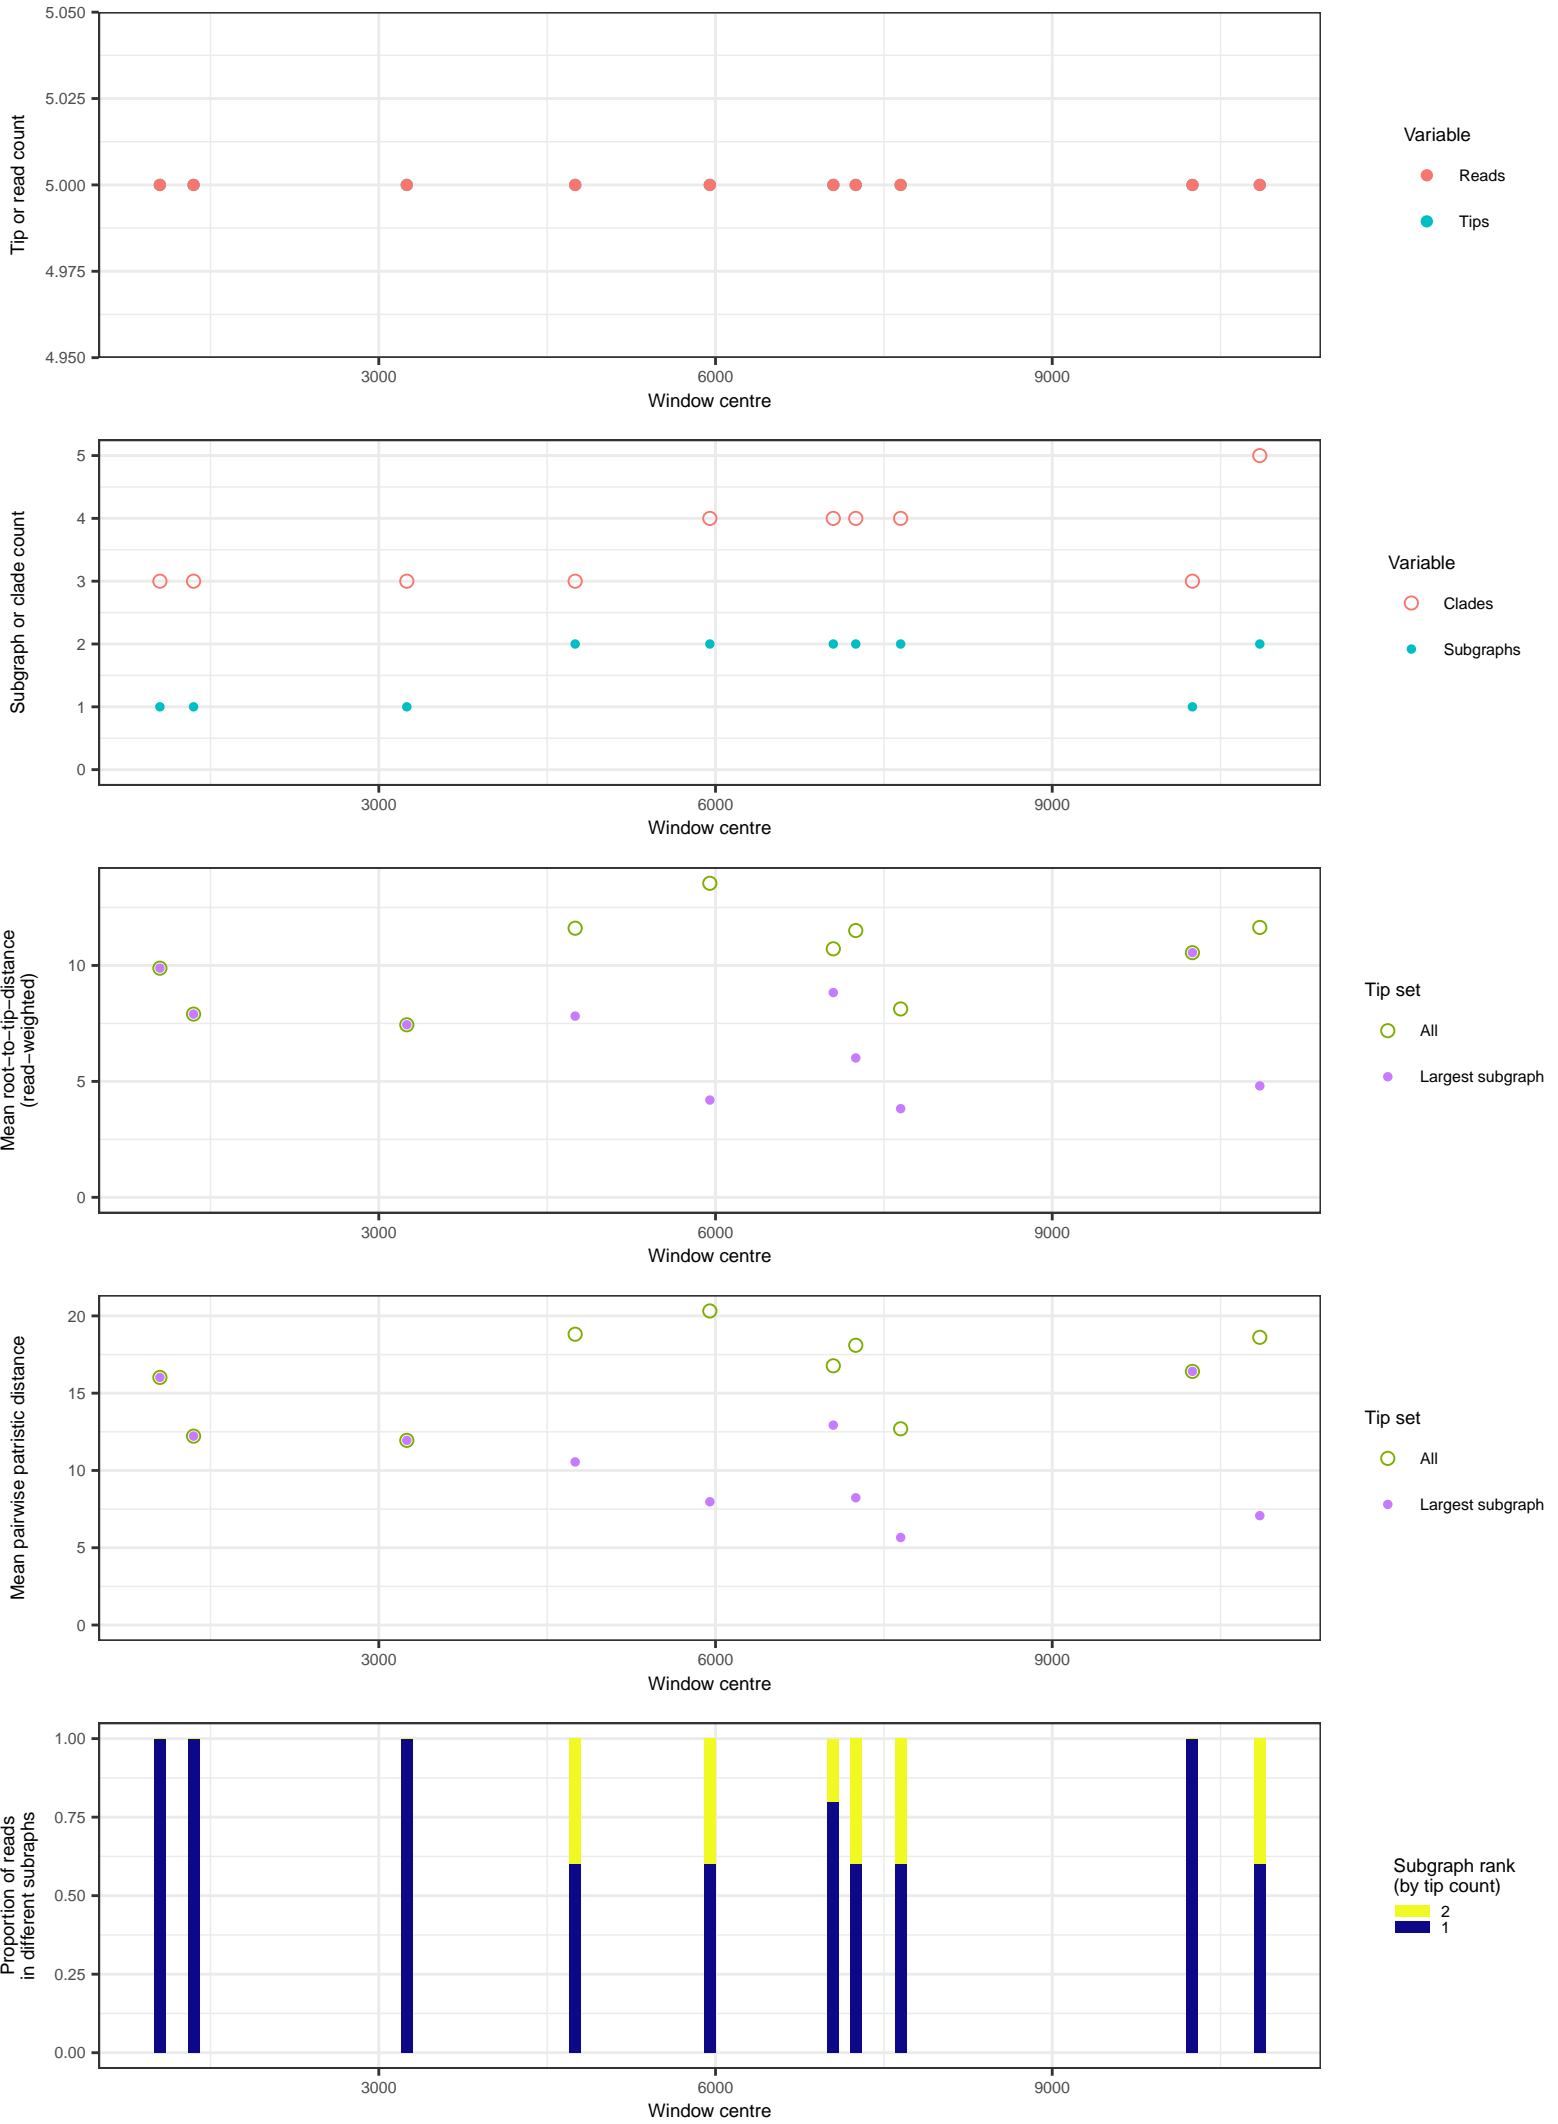 5.050
5.025
5.000
4.975
4.950
Tip or read count
3000
6000
9000
Window centre
Variable
Reads
Tips
5
4
3
2
1
0
Subgraph or clade count
3000
6000
9000
Window centre
Variable
Clades
Subgraphs
10
5
0
Mean root−to−tip−distance
(read−weighted)
3000
6000
9000
Window centre
Tip set
All
Largest subgraph
20
15
10
5
0
Mean pairwise patristic distance
3000
6000
9000
Window centre
Tip set
All
Largest subgraph
1.00
0.75
0.50
0.25
0.00
Proportion of reads
in different subraphs
3000
6000
9000
Window centre
Subgraph rank
(by tip count)
2
1